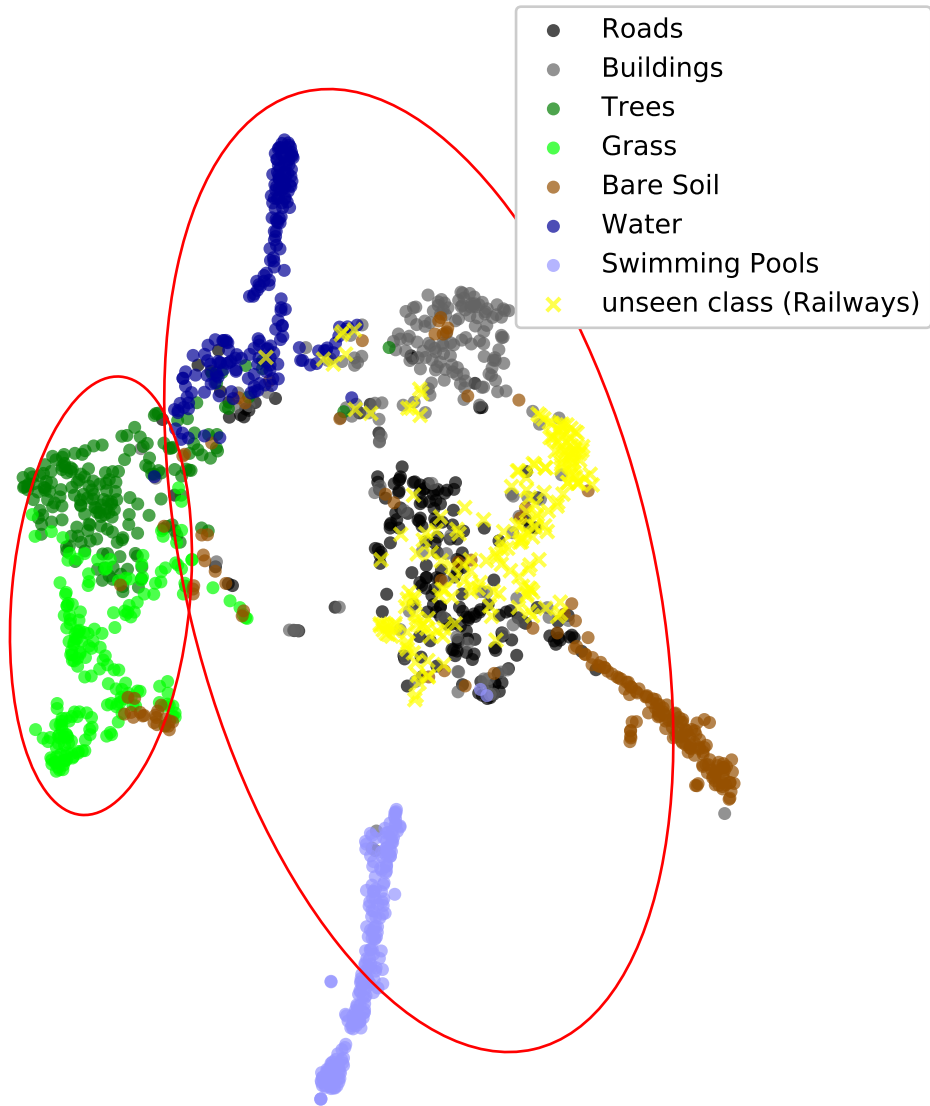 Roads
Buildings
Trees
Grass
Bare Soil
Water
Swimming Pools
unseen class (Railways)